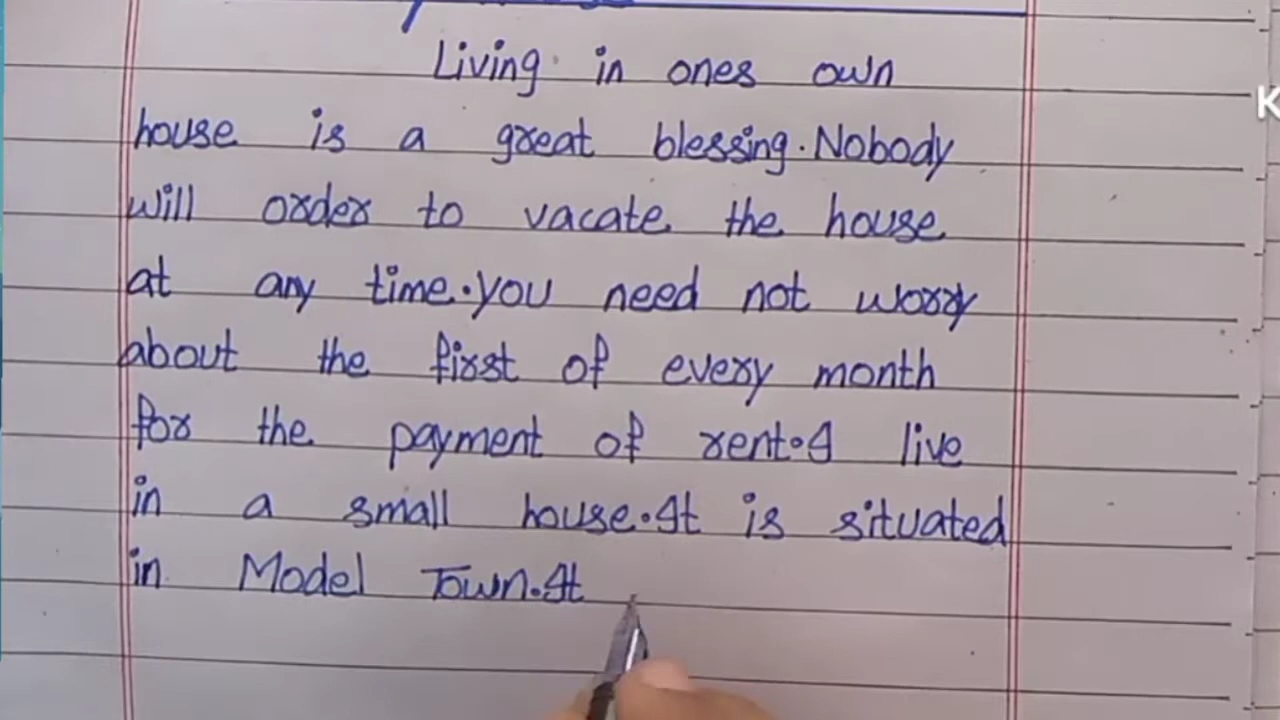 Living in ones own
house is a great blessing. Nobody
will order to vacate the house
at any time. you need not worry
about the first of every month
for the payment of rent. I live
in a small house. It is situated
in Model Town. It